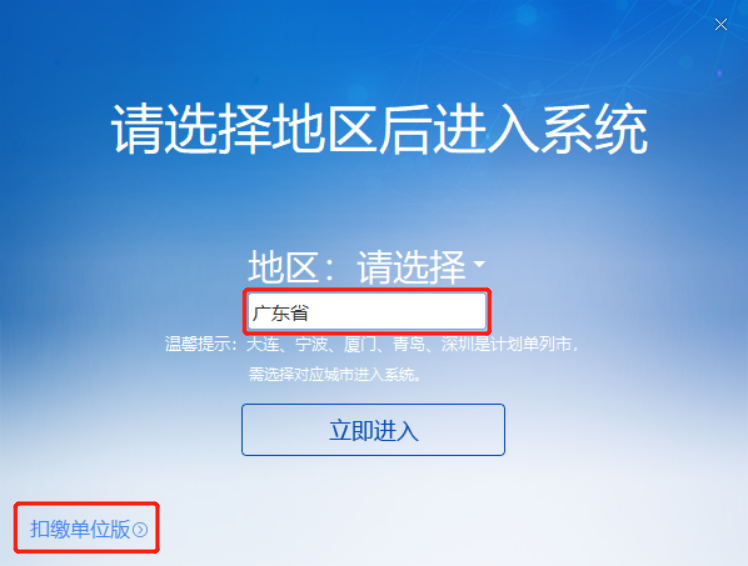 请选择地区后进入系统
地区：请选择
广东省
温馨提示：大连、宁波、厦门、青岛、深圳是计划单列市，
需选择对应城市进入系统。
立即进入
扣缴单位版